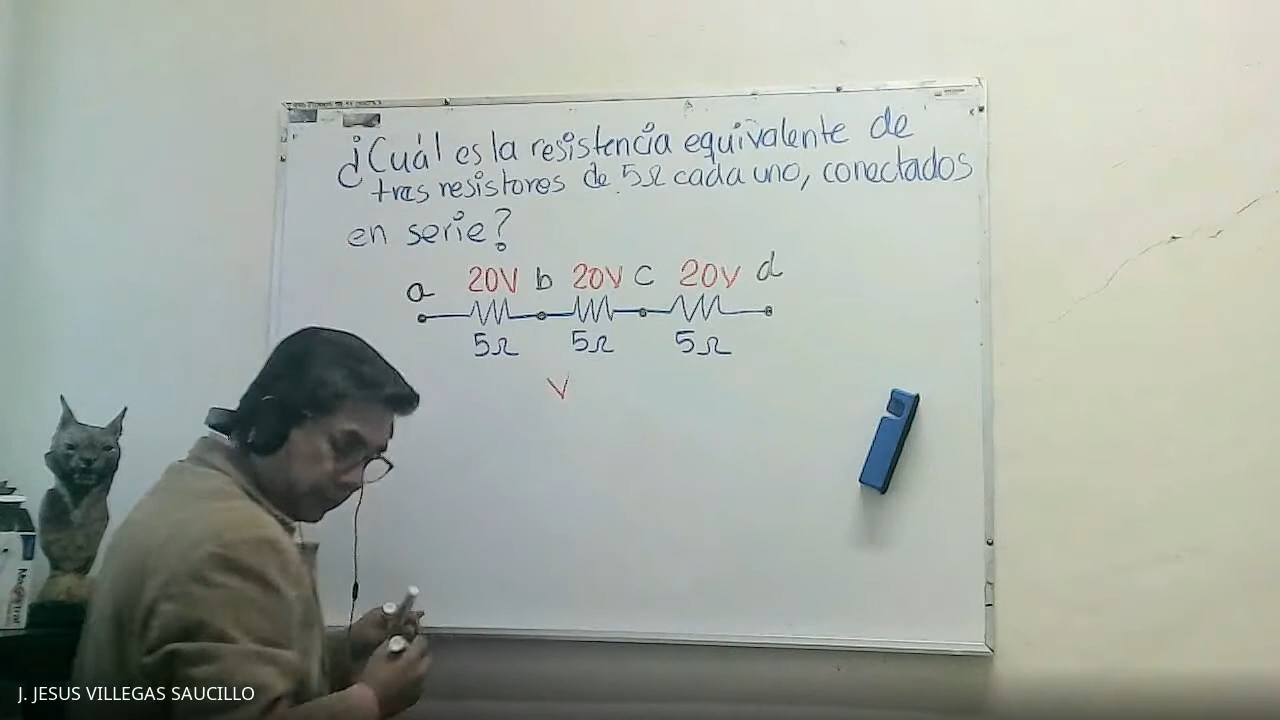 ¿Cuál es la resistencia equivalente de
tres resistores de 5Ω cada uno, conectados
en serie?
a 20V b 20V c 20V d
5Ω 5Ω 5Ω
V
J. JESUS VILLEGAS SAUCILLO